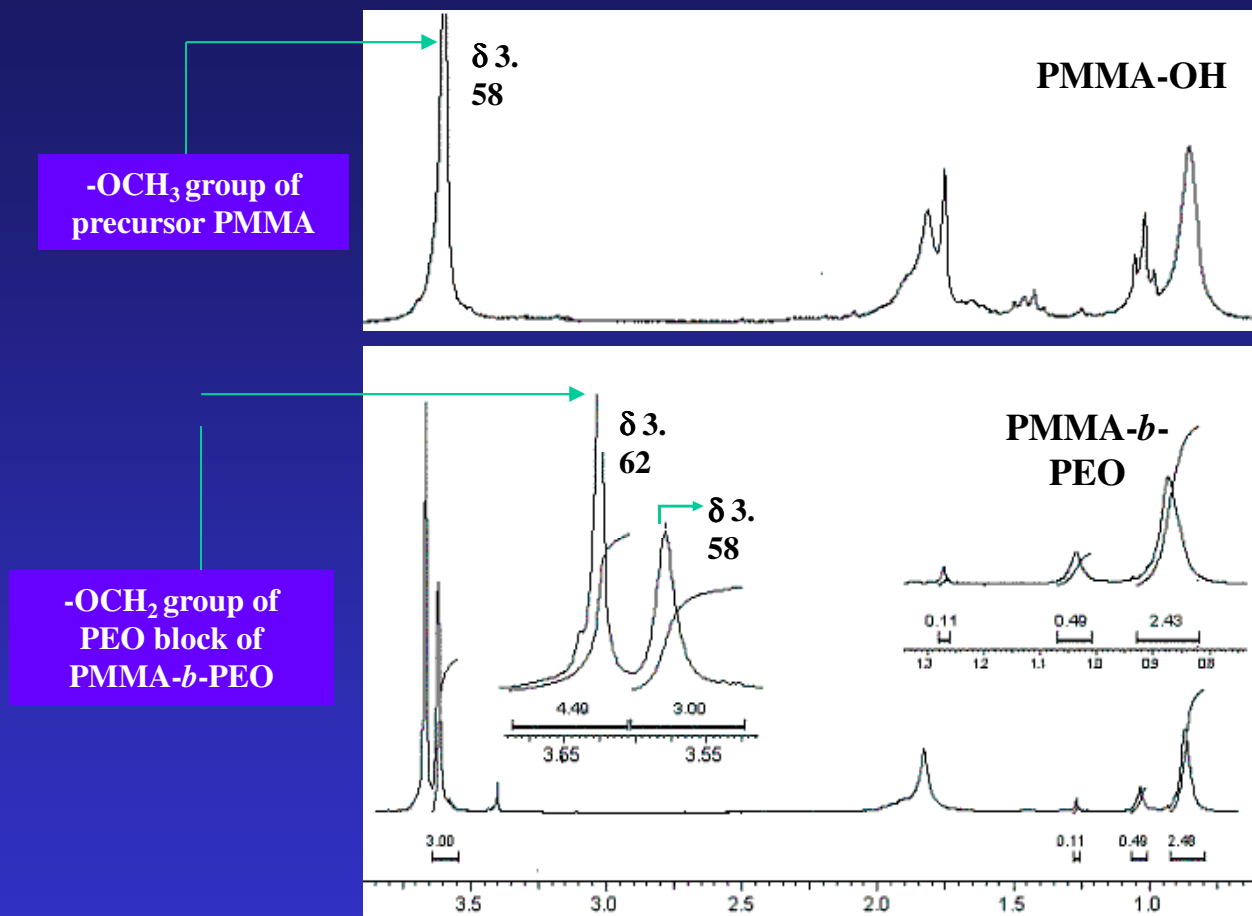 δ 3.
58
PMMA-OH
-OCH₃ group of
precursor PMMA
δ 3.
62
δ 3.
58
PMMA-b-
PEO
-OCH₂ group of
PEO block of
PMMA-b-PEO
4.49 3.00
3.65 3.55
0.11 0.49 2.43
1.3 1.2 1.1 1.0 0.9 0.8
3.00 0.11 0.49 2.48
3.5 3.0 2.5 2.0 1.5 1.0